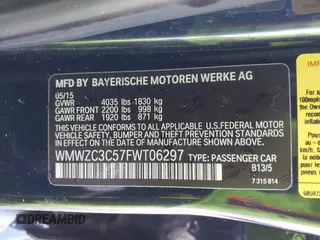 MFD BY BAYERISCHE MOTOREN WERKE AG
05/15
GVWR 4035 lbs 1830 kg
GAWR FRONT 2200 lbs 998 kg
GAWR REAR 1920 lbs 871 kg
THIS VEHICLE CONFORMS TO ALL APPLICABLE U.S. FEDERAL MOTOR
VEHICLE SAFETY, BUMPER AND THEFT PREVENTION STANDARDS
IN EFFECT ON THE DATE OF MANUFACTURE SHOWN ABOVE.
WMWZC3C57FWT06297 TYPE: PASSENGER CAR
B13/5
7 315 814
©DREAMBID